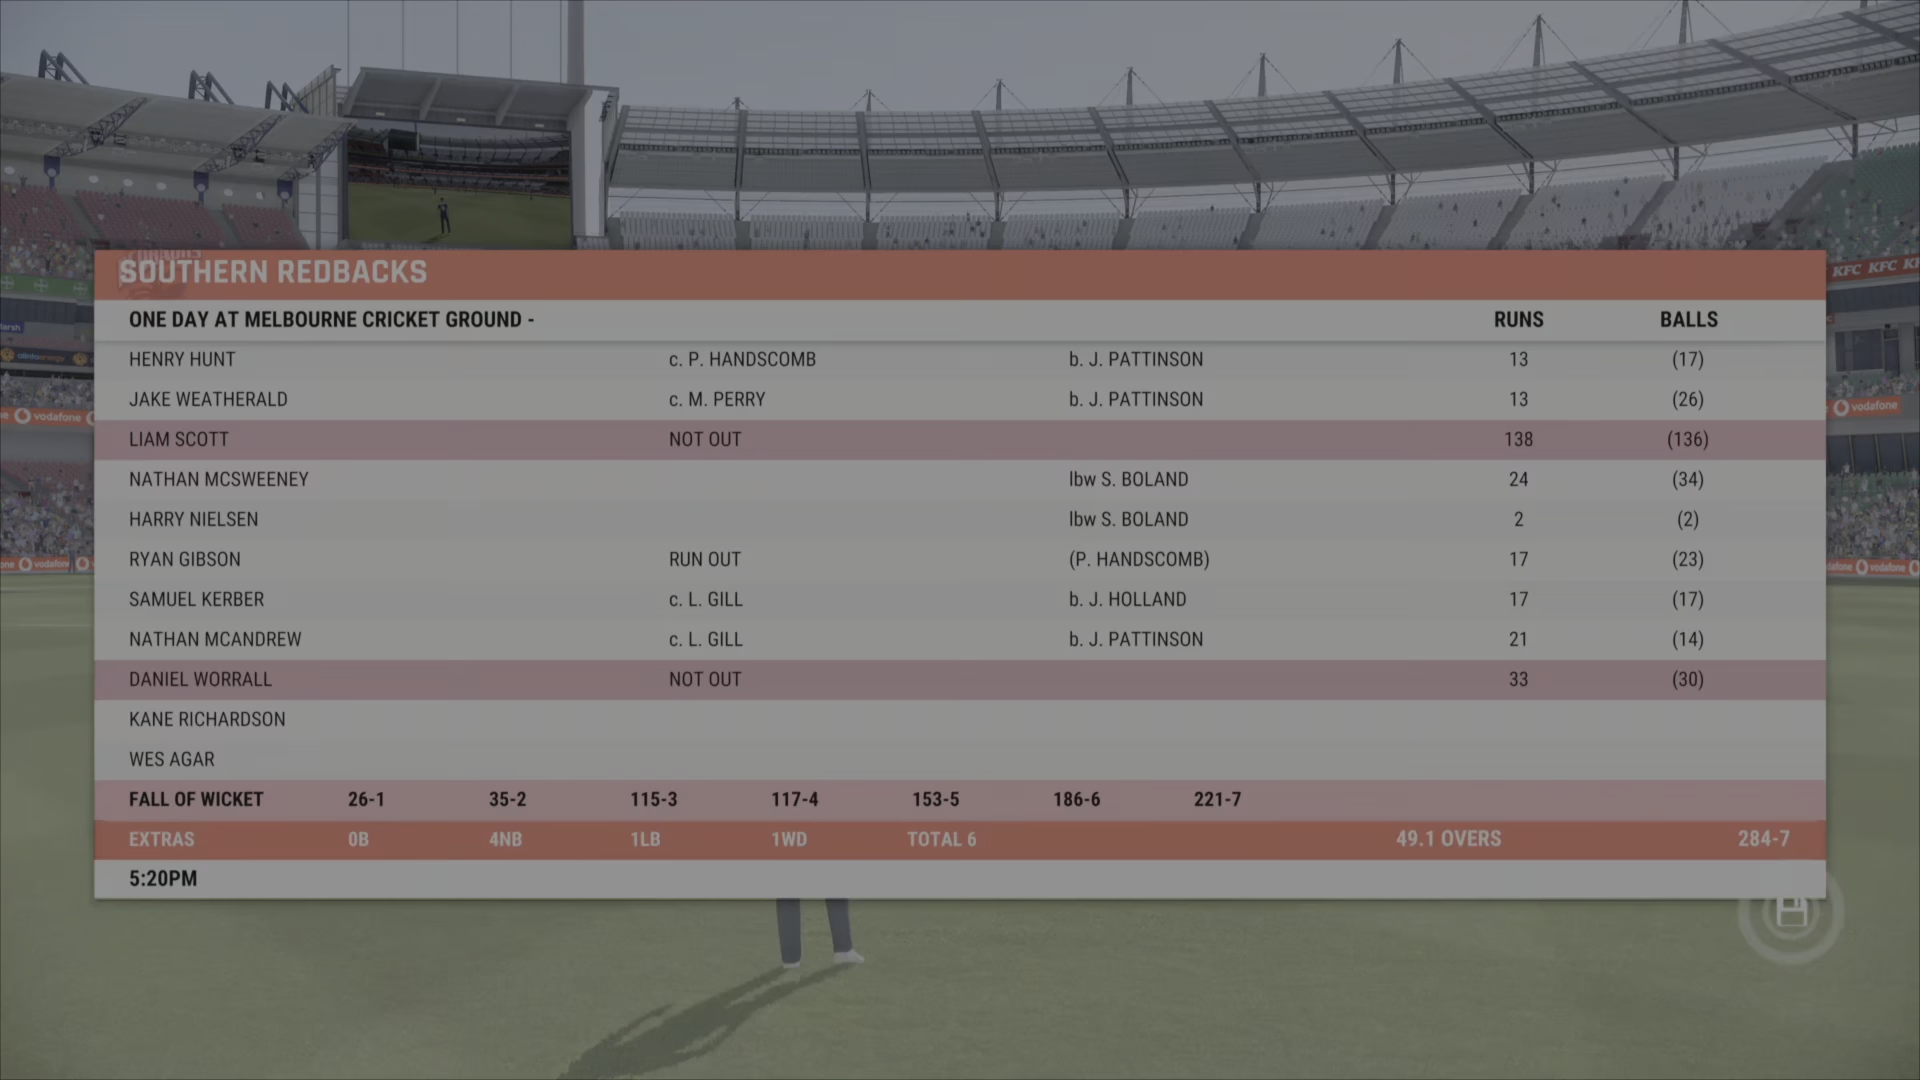 SOUTHERN REDBACKS
ONE DAY AT MELBOURNE CRICKET GROUND - RUNS BALLS
HENRY HUNT c. P. HANDSCOMB b. J. PATTINSON 13 (17)
JAKE WEATHERALD c. M. PERRY b. J. PATTINSON 13 (26)
LIAM SCOTT NOT OUT 138 (136)
NATHAN MCSWEENEY lbw S. BOLAND 24 (34)
HARRY NIELSEN lbw S. BOLAND 2 (2)
RYAN GIBSON RUN OUT (P. HANDSCOMB) 17 (23)
SAMUEL KERBER c. L. GILL b. J. HOLLAND 17 (17)
NATHAN MCANDREW c. L. GILL b. J. PATTINSON 21 (14)
DANIEL WORRALL NOT OUT 33 (30)
KANE RICHARDSON
WES AGAR
FALL OF WICKET 26-1 35-2 115-3 117-4 153-5 186-6 221-7
EXTRAS 0B 4NB 1LB 1WD TOTAL 6 49.1 OVERS 284-7
5:20PM
KFC KFC
vodafone
vodafone
vodafone
vodafone